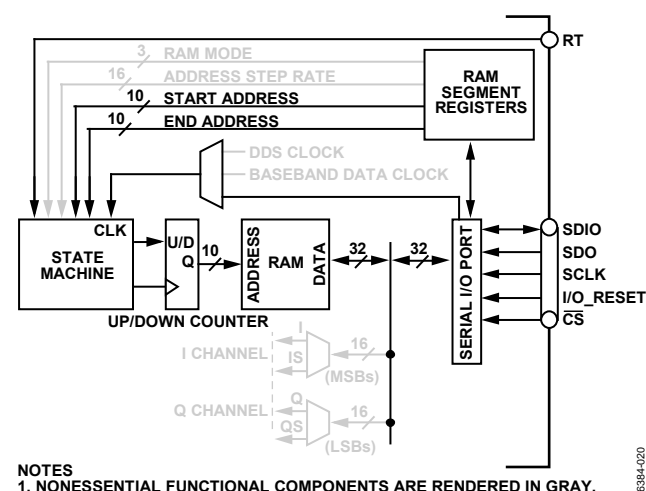 RT
3 RAM MODE
16 ADDRESS STEP RATE
10 START ADDRESS
10 END ADDRESS
RAM
SEGMENT
REGISTERS
DDS CLOCK
BASEBAND DATA CLOCK
CLK
STATE
MACHINE
U/D
Q
10
ADDRESS
RAM
DATA
32
32
SERIAL I/O PORT
SDIO
SDO
SCLK
I/O_RESET
CS
UP/DOWN COUNTER
I CHANNEL
I
IS
16
(MSBs)
Q CHANNEL
Q
QS
16
(LSBs)
NOTES
1. NONESSENTIAL FUNCTIONAL COMPONENTS ARE RENDERED IN GRAY.
6384-020